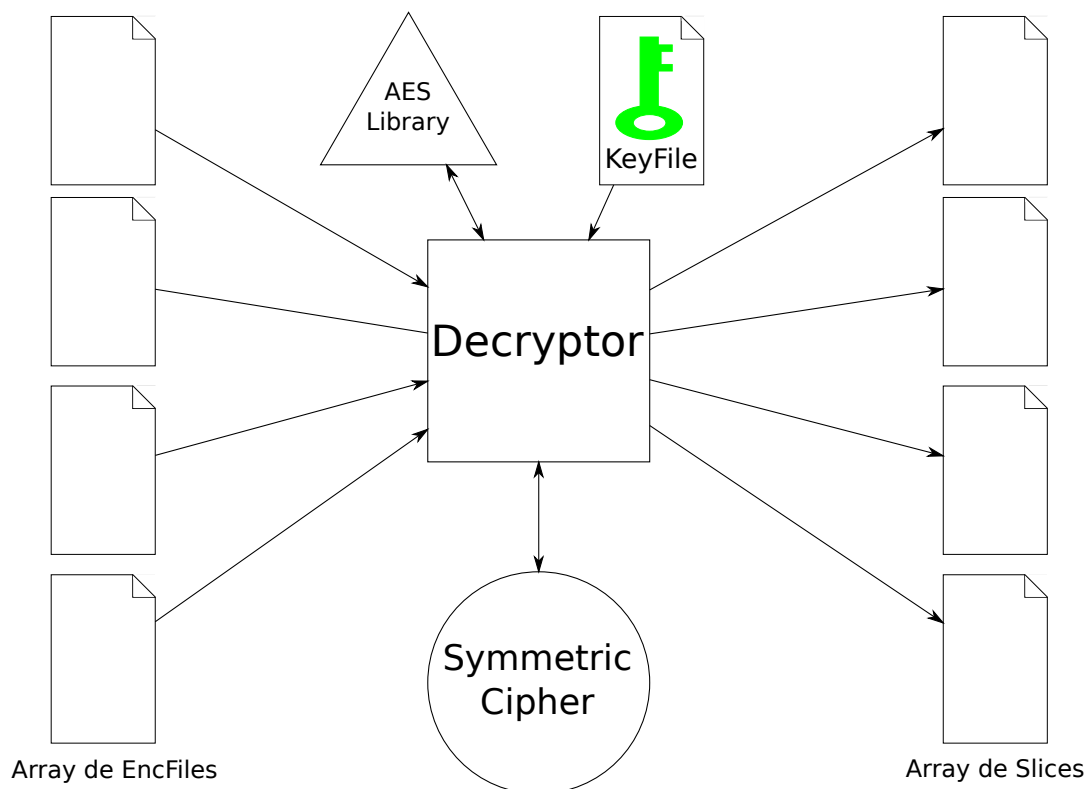 AES
Library
KeyFile
Decryptor
Symmetric
Cipher
Array de EncFiles
Array de Slices